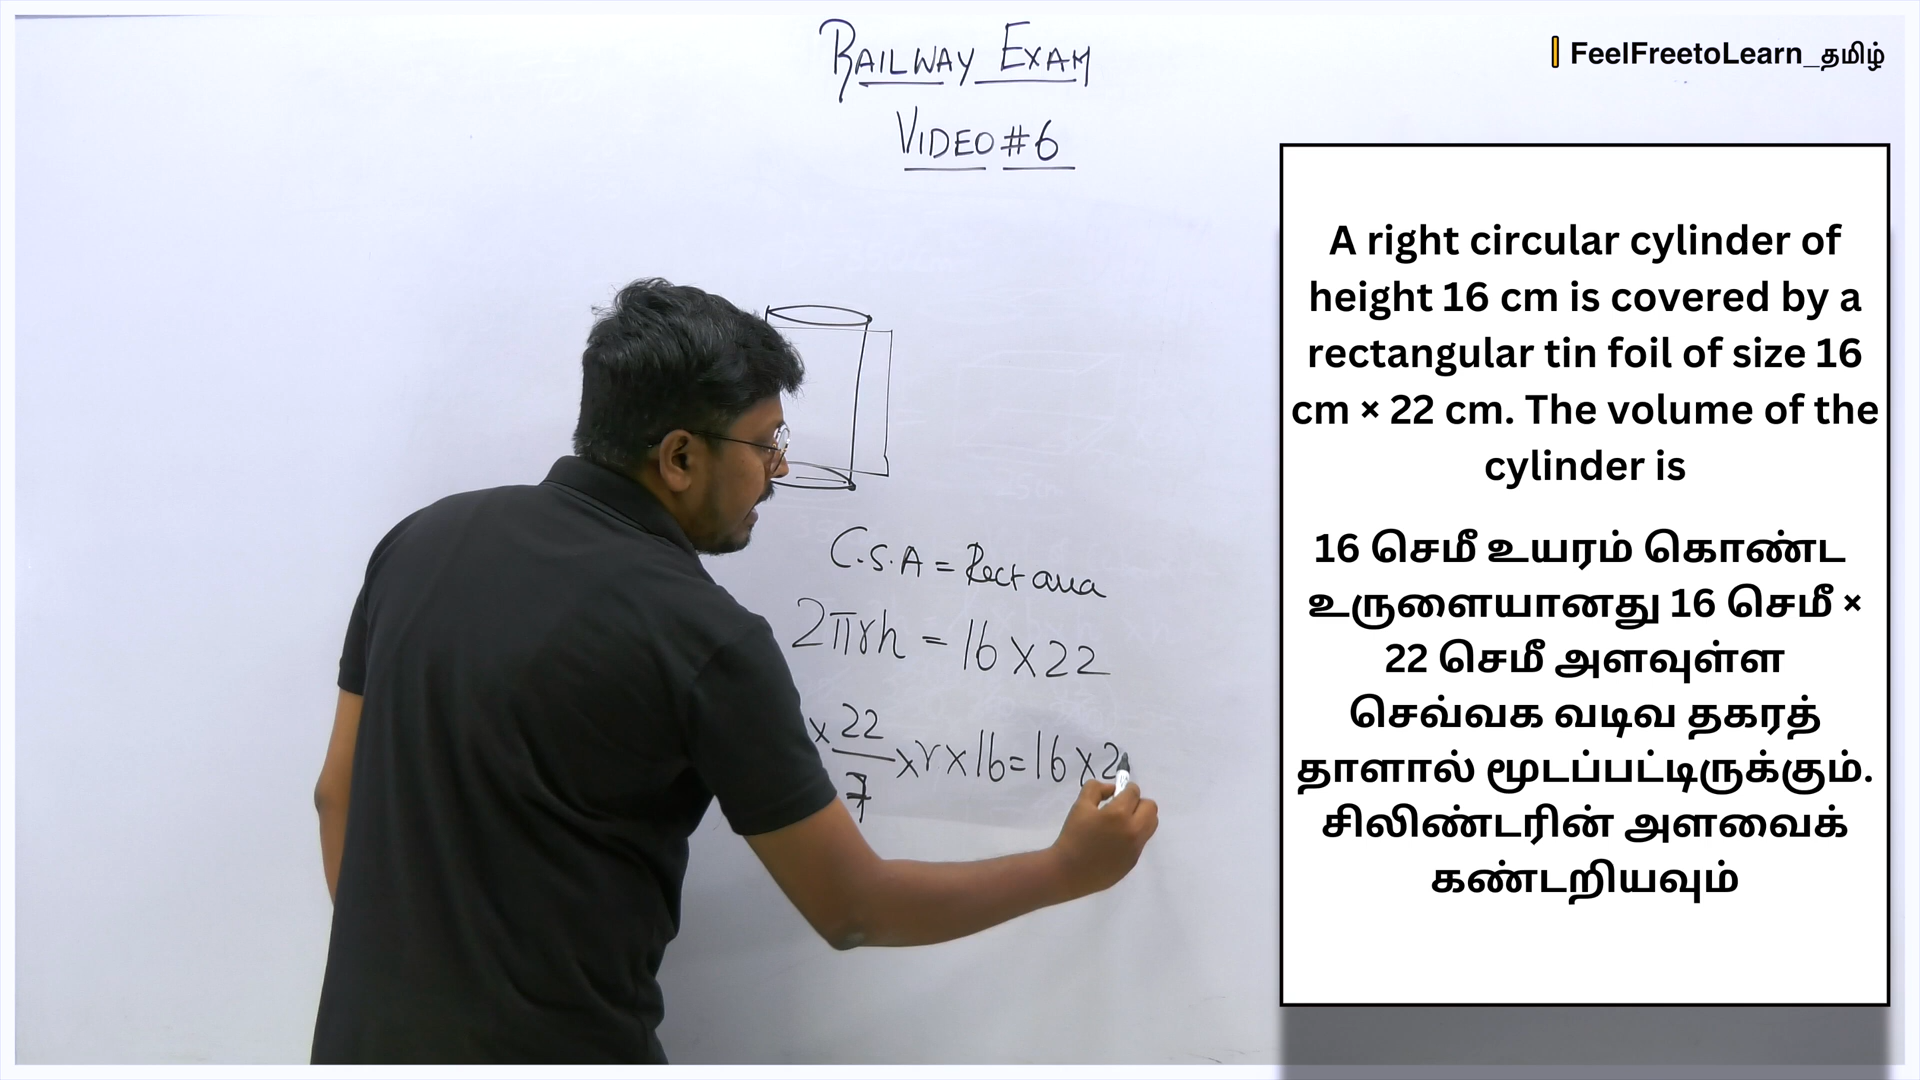 RAILWAY EXAM
VIDEO #6
FeelFreetoLearn_தமிழ்
A right circular cylinder of
height 16 cm is covered by a
rectangular tin foil of size 16
cm × 22 cm. The volume of the
cylinder is
16 செமீ உயரம் கொண்ட
உருளையானது 16 செமீ ×
22 செமீ அளவுள்ள
செவ்வக வடிவ தகரத்
தாளால் மூடப்பட்டிருக்கும்.
சிலிண்டரின் அளவைக்
கண்டறியவும்
C.S.A = Rect area
2πrh = 16 X 22
x 22/7 x r x 16 = 16 x 2